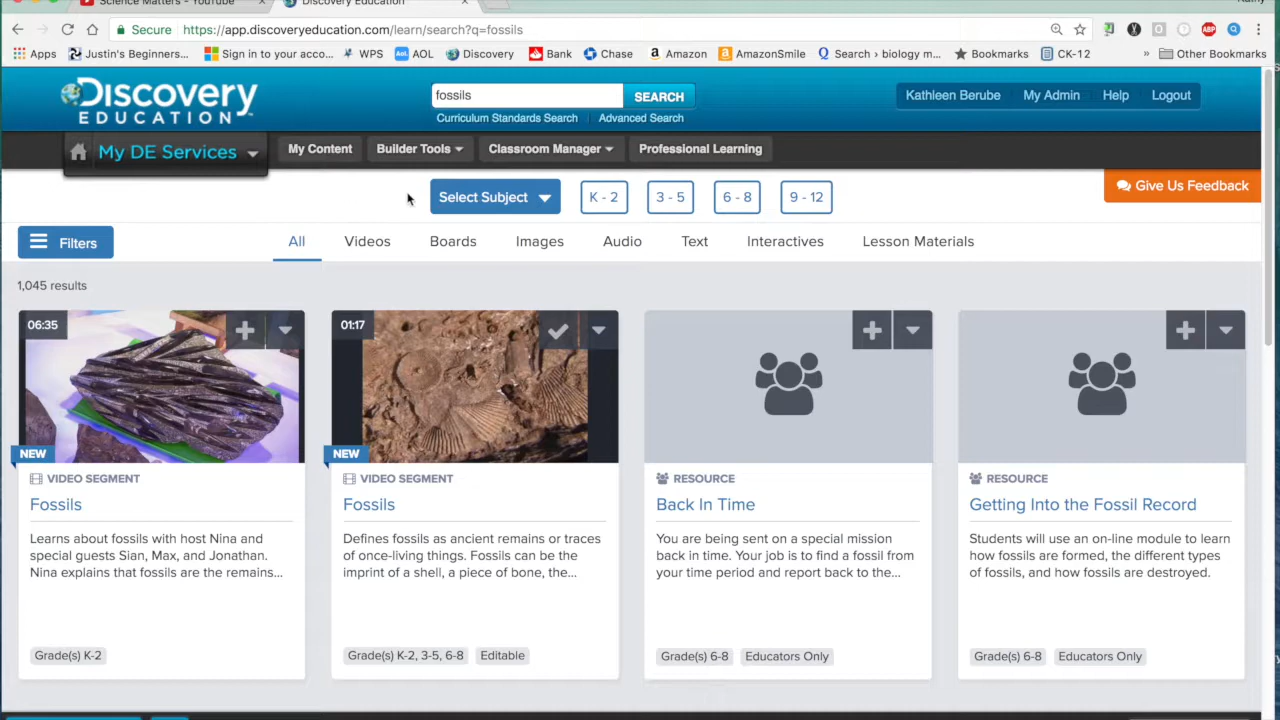 Science Matters - YouTube
Discovery Education
Kathy
Secure https://app.discoveryeducation.com/learn/search?q=fossils
ABP
Apps Justin's Beginners... Sign in to your acco... WPS AOL Discovery Bank Chase Amazon AmazonSmile Search › biology m... Bookmarks CK-12 » Other Bookmarks
Discovery
EDUCATION
fossils SEARCH
Curriculum Standards Search Advanced Search
Kathleen Berube My Admin Help Logout
My DE Services My Content Builder Tools Classroom Manager Professional Learning
Select Subject K - 2 3 - 5 6 - 8 9 - 12
Give Us Feedback
Filters All Videos Boards Images Audio Text Interactives Lesson Materials
1,045 results
06:35
NEW
VIDEO SEGMENT
Fossils
Learns about fossils with host Nina and
special guests Sian, Max, and Jonathan.
Nina explains that fossils are the remains...
Grade(s) K-2
01:17
NEW
VIDEO SEGMENT
Fossils
Defines fossils as ancient remains or traces
of once-living things. Fossils can be the
imprint of a shell, a piece of bone, the...
Grade(s) K-2, 3-5, 6-8 Editable
RESOURCE
Back In Time
You are being sent on a special mission
back in time. Your job is to find a fossil from
your time period and report back to the...
Grade(s) 6-8 Educators Only
RESOURCE
Getting Into the Fossil Record
Students will use an on-line module to learn
how fossils are formed, the different types
of fossils, and how fossils are destroyed.
Grade(s) 6-8 Educators Only